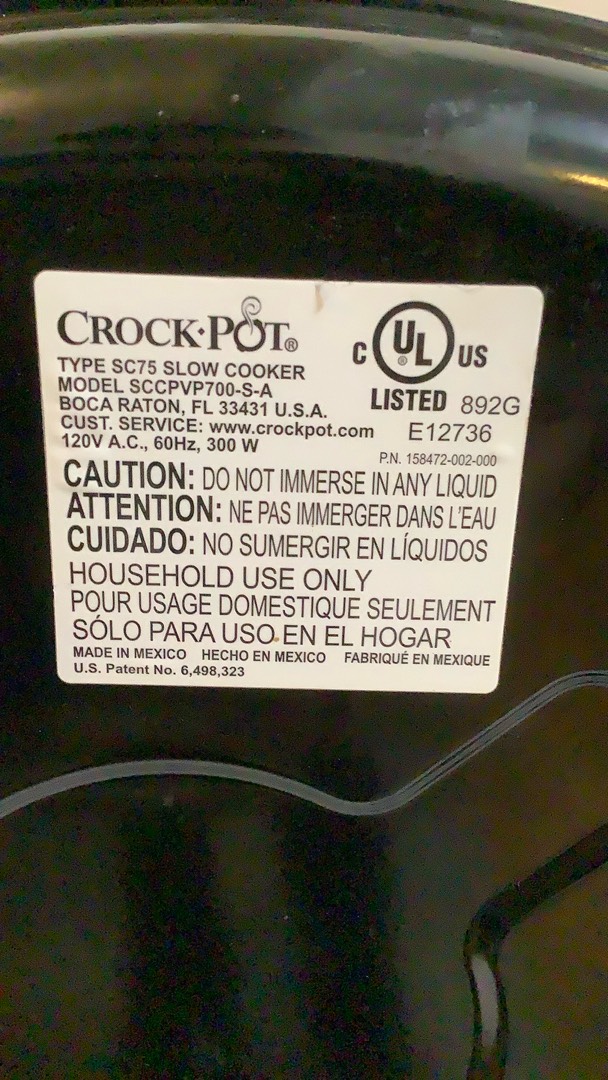 CROCK·POT®
TYPE SC75 SLOW COOKER
MODEL SCCPVP700-S-A
BOCA RATON, FL 33431 U.S.A.
CUST. SERVICE: www.crockpot.com
120V A.C., 60Hz, 300 W
C UL® US
LISTED 892G
E12736
P.N. 158472-002-000
CAUTION: DO NOT IMMERSE IN ANY LIQUID
ATTENTION: NE PAS IMMERGER DANS L'EAU
CUIDADO: NO SUMERGIR EN LÍQUIDOS
HOUSEHOLD USE ONLY
POUR USAGE DOMESTIQUE SEULEMENT
SÓLO PARA USO EN EL HOGAR
MADE IN MEXICO HECHO EN MEXICO FABRIQUÉ EN MEXIQUE
U.S. Patent No. 6,498,323